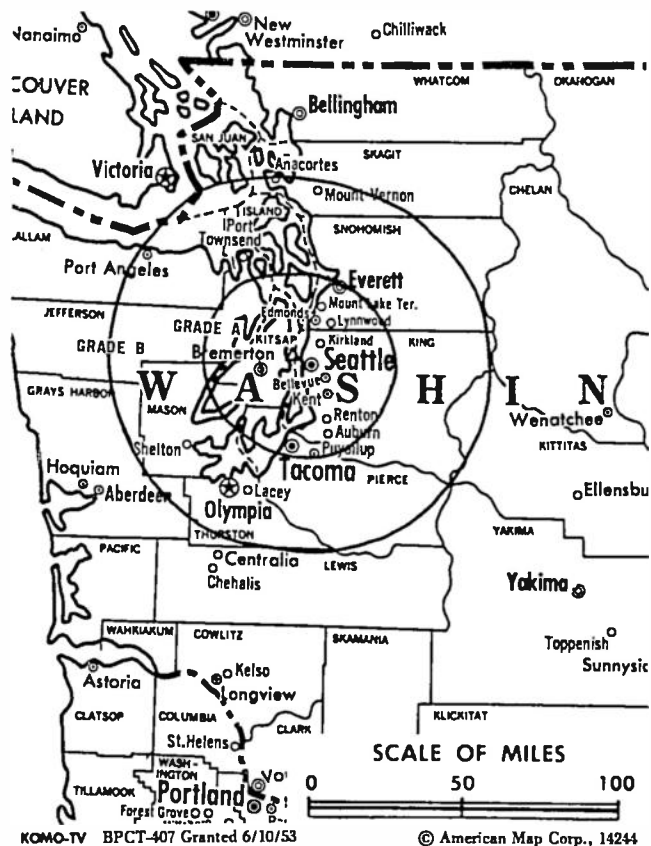 Nanaimo
New
Westminster
Chilliwack
COUVER
LAND
WHATCOM
OKAHOGAN
Bellingham
SAN JUAN
SKAGIT
Victoria
Anacortes
Mount Vernon
CHELAN
ISLAND
Port
Townsend
SNOHOMISH
ALLAM
Port Angeles
Everett
JEFFERSON
Edmonds
Mount Lake Ter.
Lynnwood
GRADE A
KITSAP
Kirkland
KING
GRADE B
Bremerton
Seattle
WASHIN
Bellevue
Kent
GRAYS HARBOR
MASON
Renton
Wenatchee
Auburn
Shelton
Puyallup
KITTITAS
Tacoma
Hoquiam
Aberdeen
Lacey
PIERCE
Ellensbu
Olympia
THURSTON
YAKIMA
PACIFIC
Centralia
LEWIS
Chehalis
Yakima
WAHKIAKUM
COWLITZ
SKAMANIA
Toppenish
Sunnysic
Astoria
Kelso
Longview
CLATSOP
COLUMBIA
CLARK
KLICKITAT
St. Helens
WASH-
INGTON
SCALE OF MILES
TILLAMOOK
Portland
0 50 100
Forest Grove
KOMO-TV BPCT-407 Granted 6/10/53
© American Map Corp., 14244